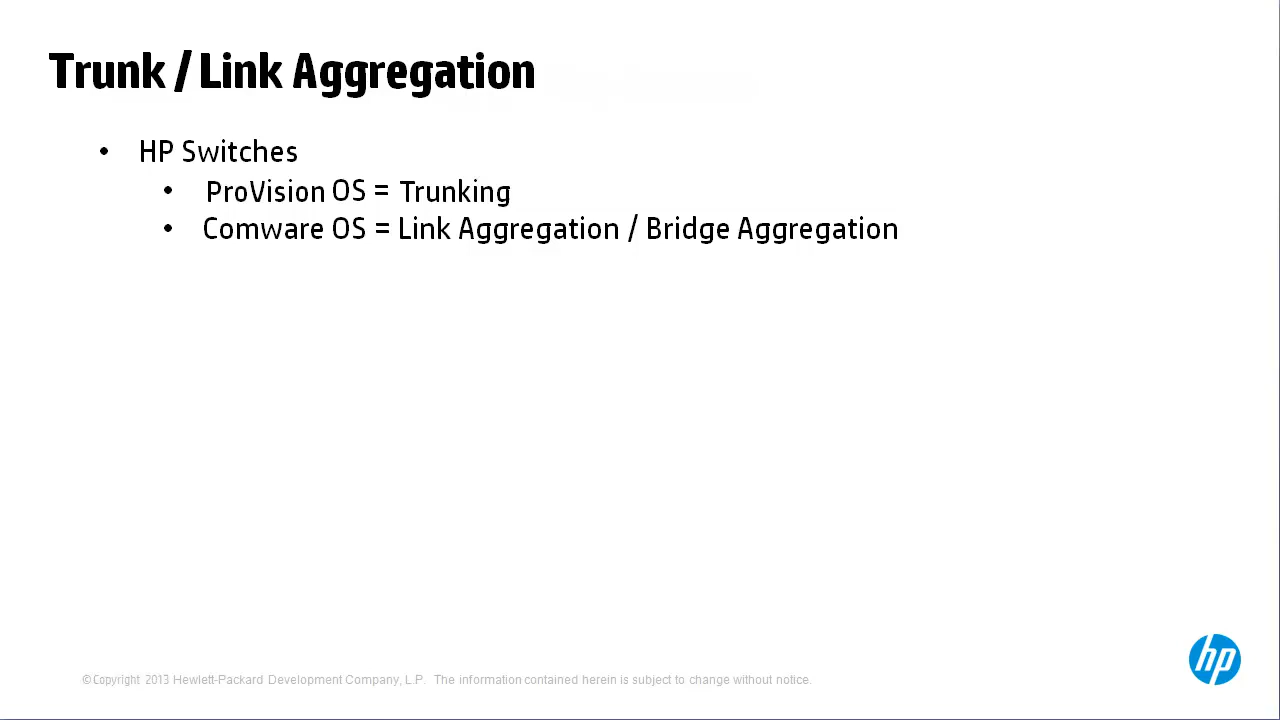 Trunk / Link Aggregation
• HP Switches
• ProVision OS = Trunking
• Comware OS = Link Aggregation / Bridge Aggregation
© Copyright 2013 Hewlett-Packard Development Company, L.P. The information contained herein is subject to change without notice.
hp